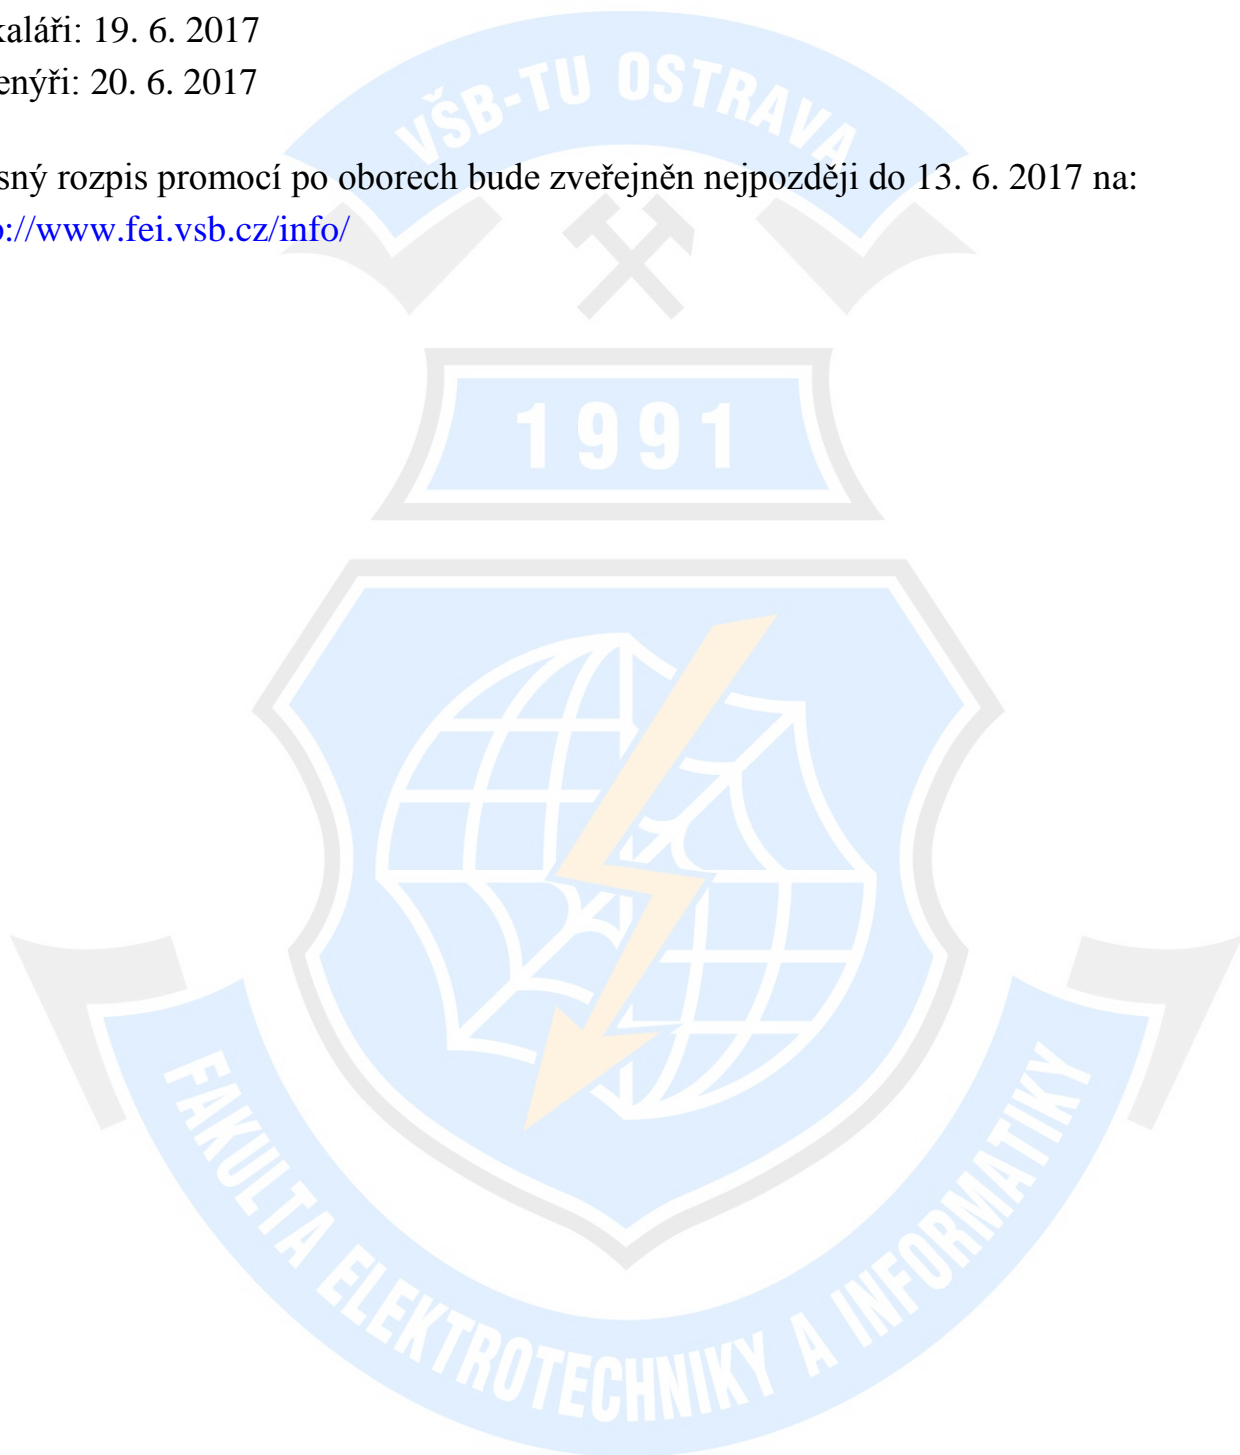 kaláři: 19. 6. 2017
enýři: 20. 6. 2017
sný rozpis promocí po oborech bude zveřejněn nejpozději do 13. 6. 2017 na:
p://www.fei.vsb.cz/info/
VŠB-TU OSTRAVA
1991
FAKULTA ELEKTROTECHNIKY A INFORMATIKY